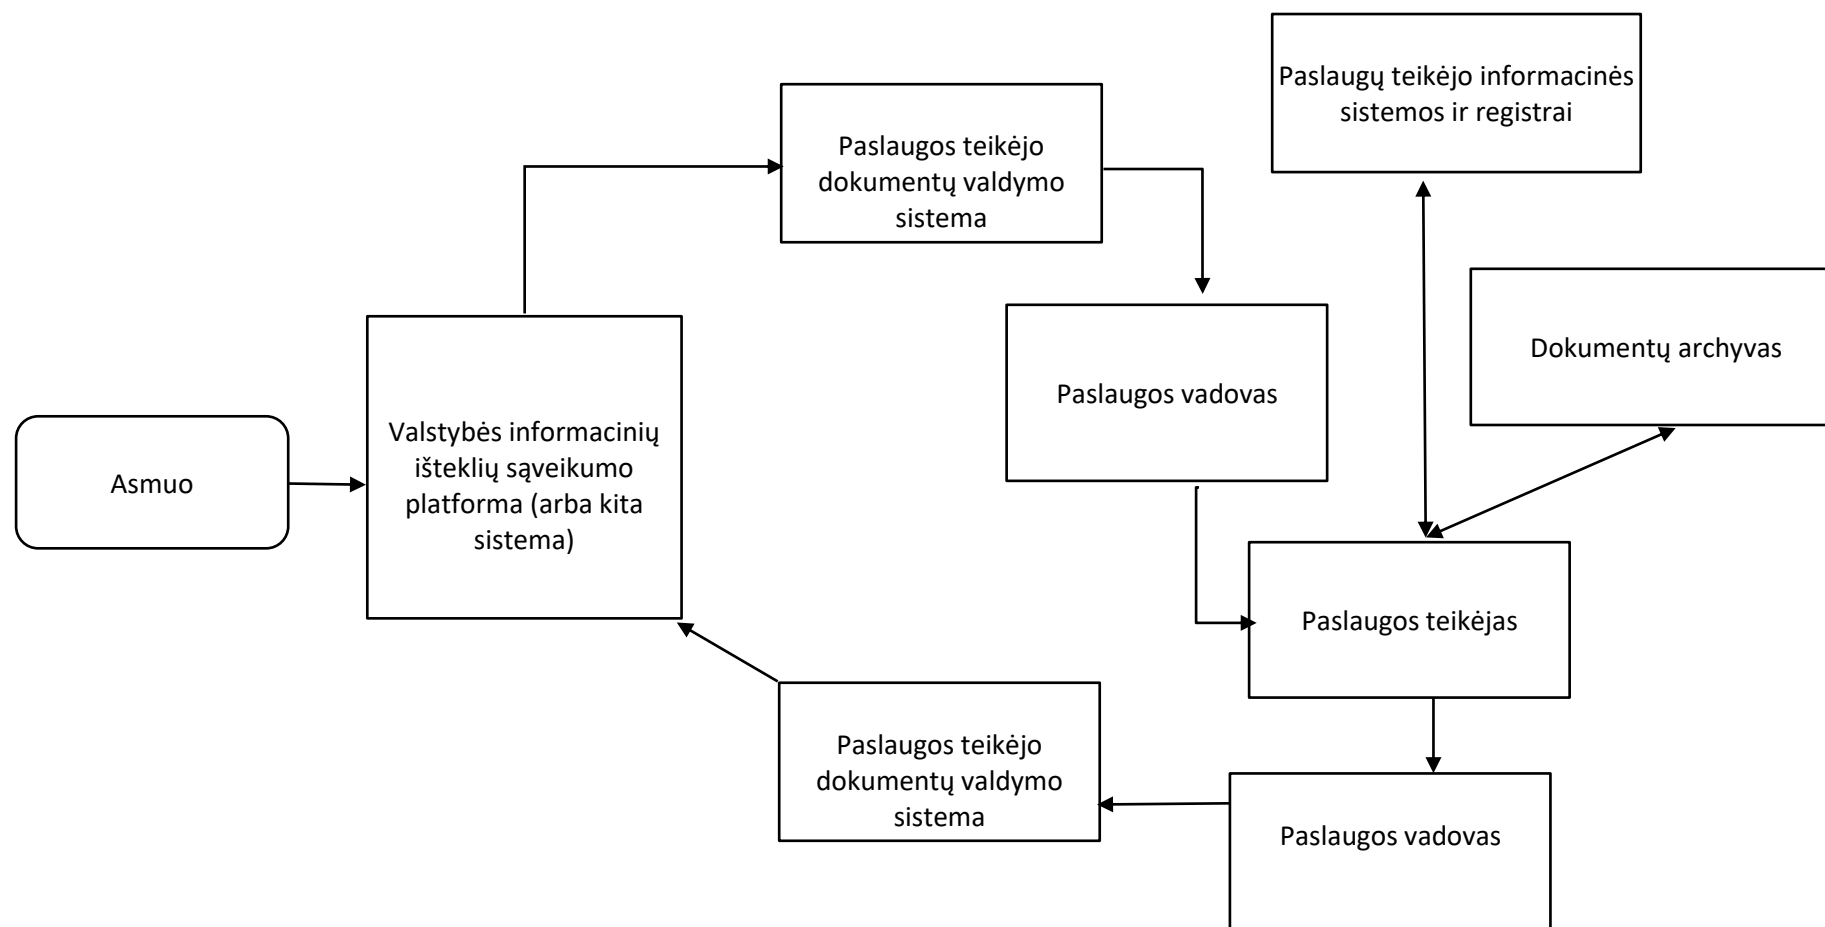 Paslaugų teikėjo informacinės
sistemos ir registrai
Paslaugos teikėjo
dokumentų valdymo
sistema
Dokumentų archyvas
Paslaugos vadovas
Valstybės informacinių
išteklių sąveikumo
platforma (arba kita
sistema)
Asmuo
Paslaugos teikėjas
Paslaugos teikėjo
dokumentų valdymo
sistema
Paslaugos vadovas